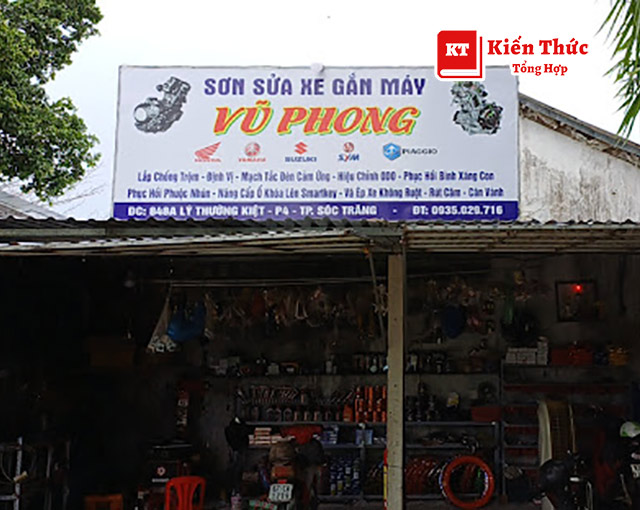 KT Kiến Thức
Tổng Hợp
SƠN SỬA XE GẮN MÁY
VŨ PHONG
HONDA YAMAHA SUZUKI SYM PIAGGIO
Lắp Chống Trộm - Định Vị - Mạch Tắc Đèn Cảm Ứng - Hiệu Chỉnh ODO - Phục Hồi Bình Xăng Con
Phục Hồi Phuộc Nhún - Nâng Cấp Ổ Khóa Lên Smartkey - Vá Ép Xe Không Ruột - Rút Căm - Cân Vành
ĐC: 848A LÝ THƯỜNG KIỆT - P4 - TP. SÓC TRĂNG - ĐT: 0935.029.716